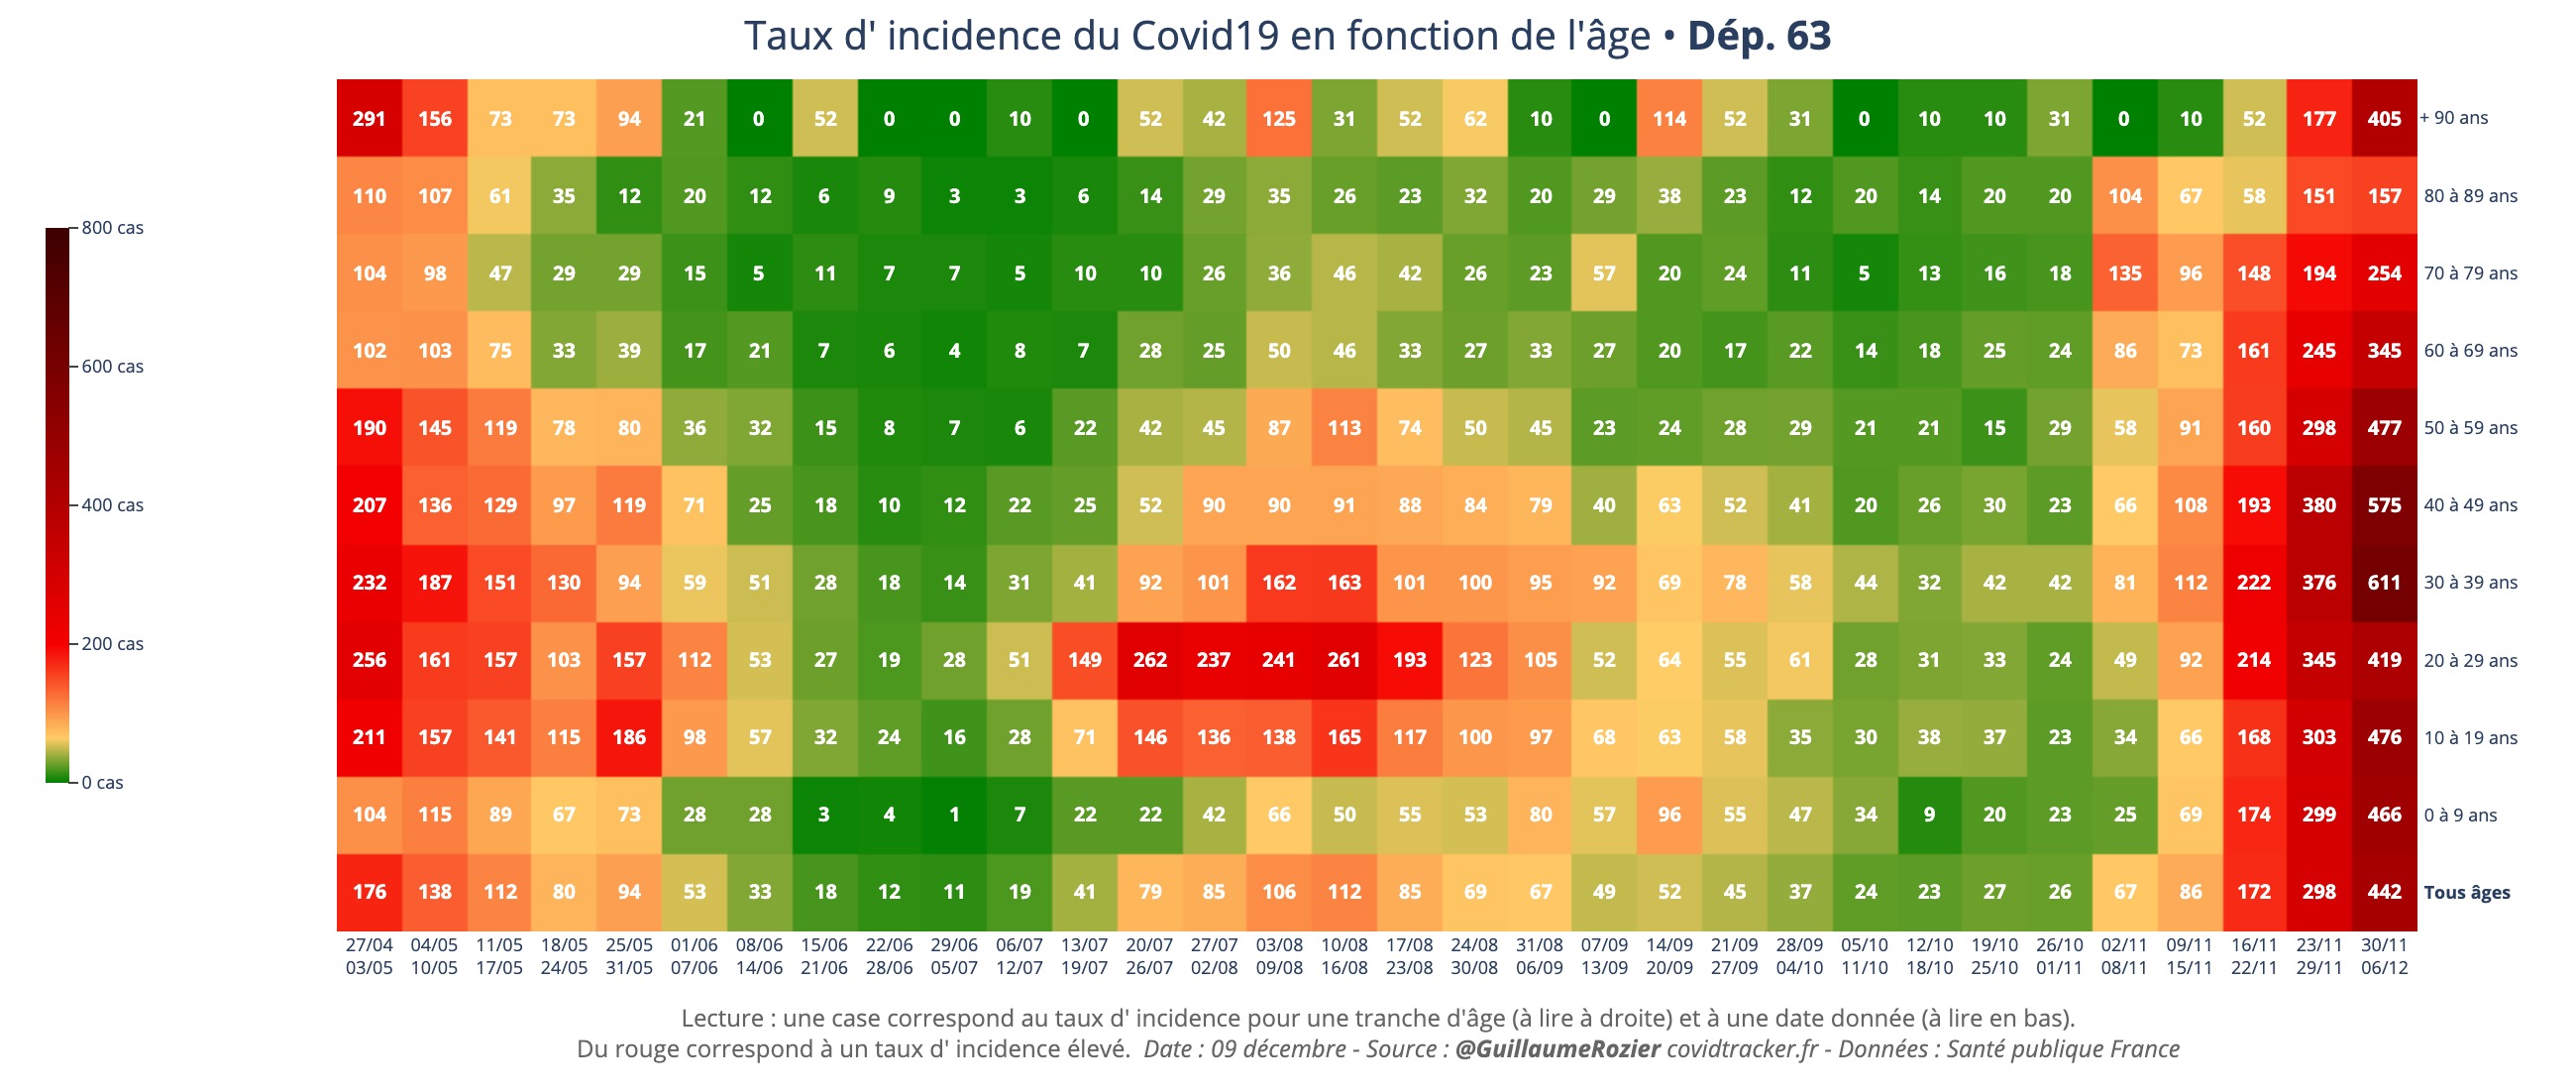 Taux d' incidence du Covid19 en fonction de l'âge • Dép. 63
291 156 73 73 94 21 0 52 0 0 10 0 52 42 125 31 52 62 10 0 114 52 31 0 10 10 31 0 10 52 177 405 + 90 ans
110 107 61 35 12 20 12 6 9 3 3 6 14 29 35 26 23 32 20 29 38 23 12 20 14 20 20 104 67 58 151 157 80 à 89 ans
800 cas
104 98 47 29 29 15 5 11 7 7 5 10 10 26 36 46 42 26 23 57 20 24 11 5 13 16 18 135 96 148 194 254 70 à 79 ans
102 103 75 33 39 17 21 7 6 4 8 7 28 25 50 46 33 27 33 27 20 17 22 14 18 25 24 86 73 161 245 345 60 à 69 ans
600 cas
190 145 119 78 80 36 32 15 8 7 6 22 42 45 87 113 74 50 45 23 24 28 29 21 21 15 29 58 91 160 298 477 50 à 59 ans
400 cas
207 136 129 97 119 71 25 18 10 12 22 25 52 90 90 91 88 84 79 40 63 52 41 20 26 30 23 66 108 193 380 575 40 à 49 ans
232 187 151 130 94 59 51 28 18 14 31 41 92 101 162 163 101 100 95 92 69 78 58 44 32 42 42 81 112 222 376 611 30 à 39 ans
200 cas
256 161 157 103 157 112 53 27 19 28 51 149 262 237 241 261 193 123 105 52 64 55 61 28 31 33 24 49 92 214 345 419 20 à 29 ans
211 157 141 115 186 98 57 32 24 16 28 71 146 136 138 165 117 100 97 68 63 58 35 30 38 37 23 34 66 168 303 476 10 à 19 ans
0 cas
104 115 89 67 73 28 28 3 4 1 7 22 22 42 66 50 55 53 80 57 96 55 47 34 9 20 23 25 69 174 299 466 0 à 9 ans
176 138 112 80 94 53 33 18 12 11 19 41 79 85 106 112 85 69 67 49 52 45 37 24 23 27 26 67 86 172 298 442 Tous âges
27/04 04/05 11/05 18/05 25/05 01/06 08/06 15/06 22/06 29/06 06/07 13/07 20/07 27/07 03/08 10/08 17/08 24/08 31/08 07/09 14/09 21/09 28/09 05/10 12/10 19/10 26/10 02/11 09/11 16/11 23/11 30/11
03/05 10/05 17/05 24/05 31/05 07/06 14/06 21/06 28/06 05/07 12/07 19/07 26/07 02/08 09/08 16/08 23/08 30/08 06/09 13/09 20/09 27/09 04/10 11/10 18/10 25/10 01/11 08/11 15/11 22/11 29/11 06/12
Lecture : une case correspond au taux d' incidence pour une tranche d'âge (à lire à droite) et à une date donnée (à lire en bas).
Du rouge correspond à un taux d' incidence élevé. Date : 09 décembre - Source : @GuillaumeRozier covidtracker.fr - Données : Santé publique France